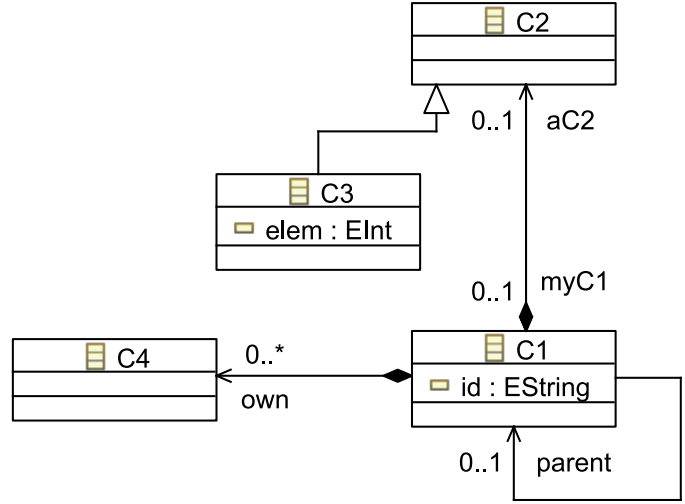 C2
0..1 aC2
C3
elem : EInt
0..1 myC1
C4
0..*
own
C1
id : EString
0..1 parent